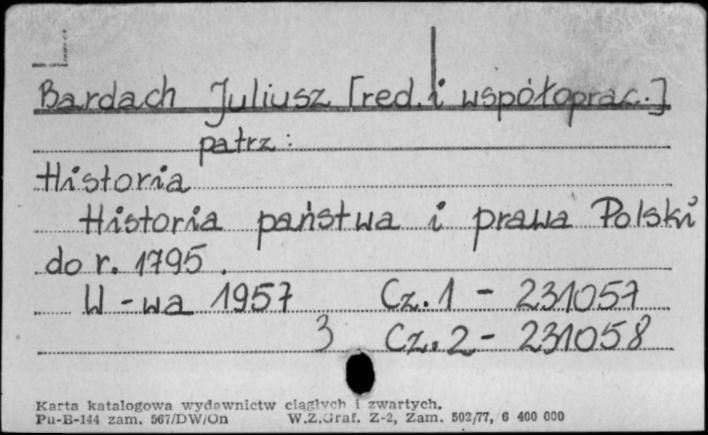 Bardach Juliusz [red. i współoprac.]
patrz:
Historia
Historia państwa i prawa Polski
do r. 1795.
W-wa 1957 Cz. 1 - 231057
3 Cz. 2 - 231058
Karta katalogowa wydawnictw ciągłych i zwartych.
Pu-B-144 zam. 567/DW/On W.Z.Graf. Z-2, Zam. 502/77, 6 400 000